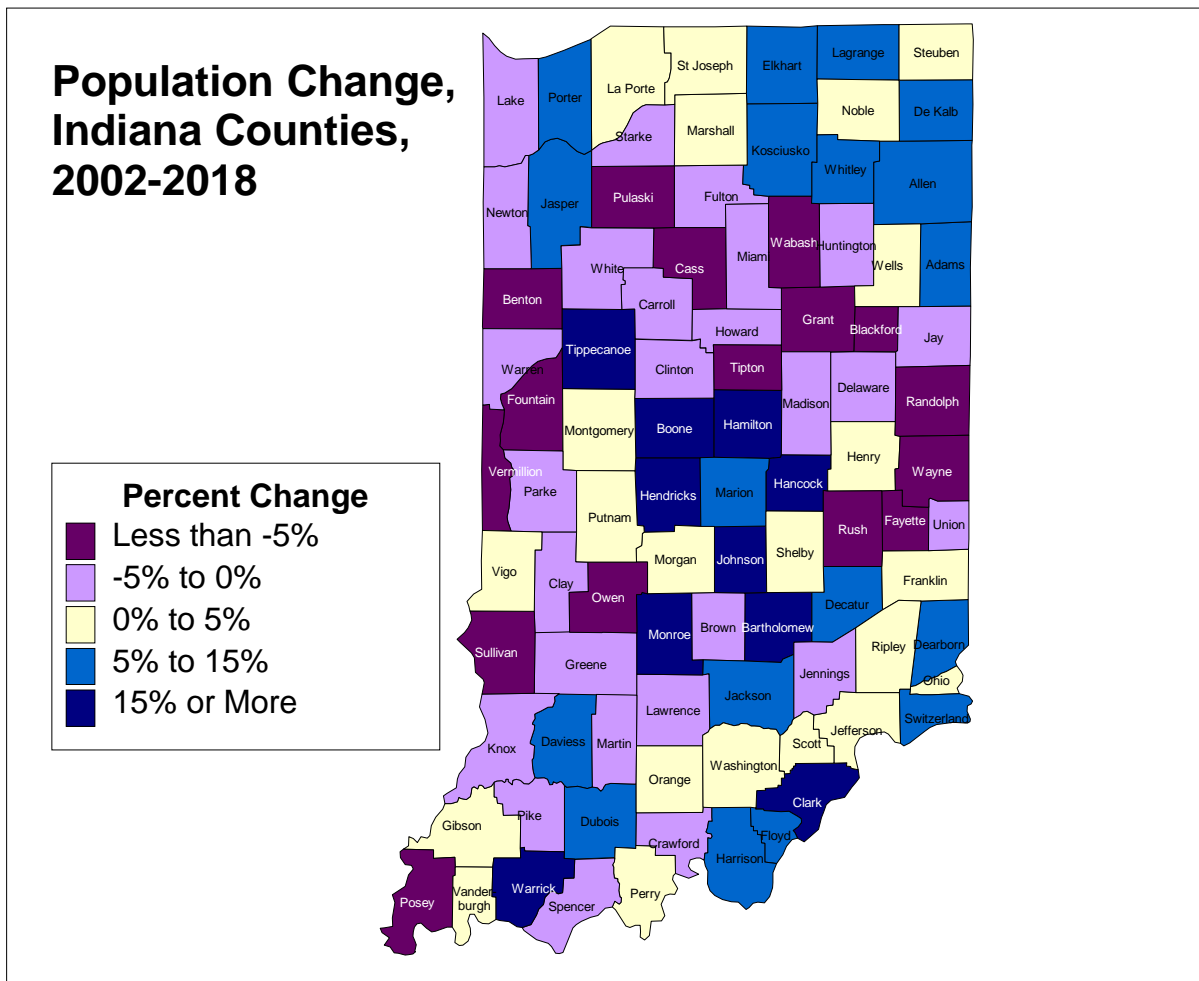 Population Change,
Indiana Counties,
2002-2018
Lake
Porter
La Porte
St Joseph
Elkhart
Lagrange
Steuben
Starke
Marshall
Noble
De Kalb
Kosciusko
Whitley
Allen
Newton
Jasper
Pulaski
Fulton
White
Cass
Miami
Wabash
Huntington
Wells
Adams
Benton
Carroll
Howard
Grant
Blackford
Jay
Warren
Tippecanoe
Clinton
Tipton
Madison
Delaware
Randolph
Fountain
Montgomery
Boone
Hamilton
Henry
Wayne
Vermillion
Parke
Putnam
Hendricks
Marion
Hancock
Rush
Fayette
Union
Vigo
Clay
Owen
Morgan
Johnson
Shelby
Franklin
Decatur
Sullivan
Greene
Monroe
Brown
Bartholomew
Jennings
Ripley
Dearborn
Ohio
Switzerland
Knox
Daviess
Martin
Lawrence
Jackson
Scott
Jefferson
Orange
Washington
Clark
Gibson
Pike
Dubois
Crawford
Harrison
Floyd
Posey
Vander
burgh
Warrick
Spencer
Perry
Percent Change
Less than -5%
-5% to 0%
0% to 5%
5% to 15%
15% or More